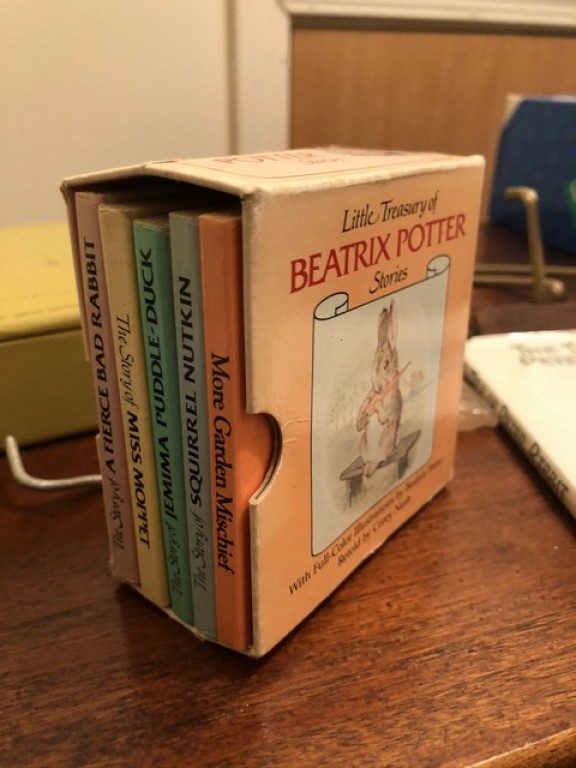 POTTER
Stories
Little Treasury of
BEATRIX POTTER
Stories
With Full-Color Illustrations by Beatrix Potter
Retold by Corey Nash
The Story of A FIERCE BAD RABBIT
The Story of MISS MOPPET
The Story of JEMIMA PUDDLE-DUCK
The Story of SQUIRREL NUTKIN
More Garden Mischief